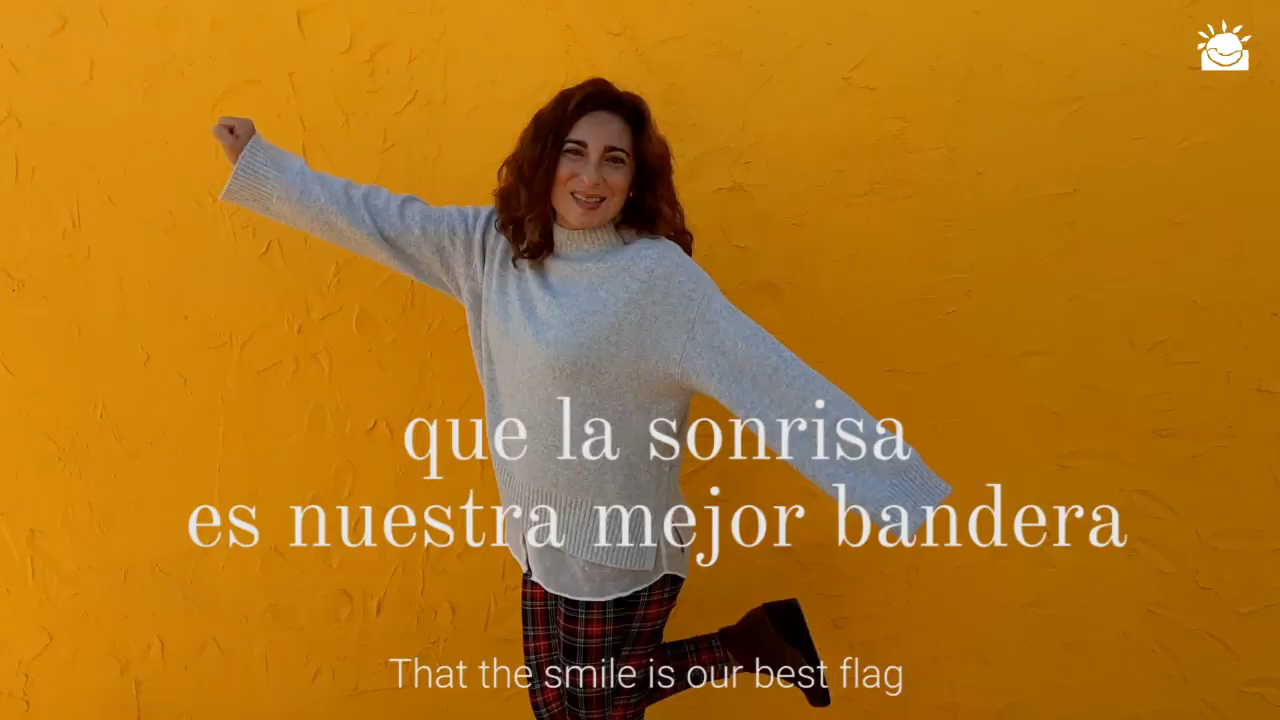 que la sonrisa
es nuestra mejor bandera
That the smile is our best flag